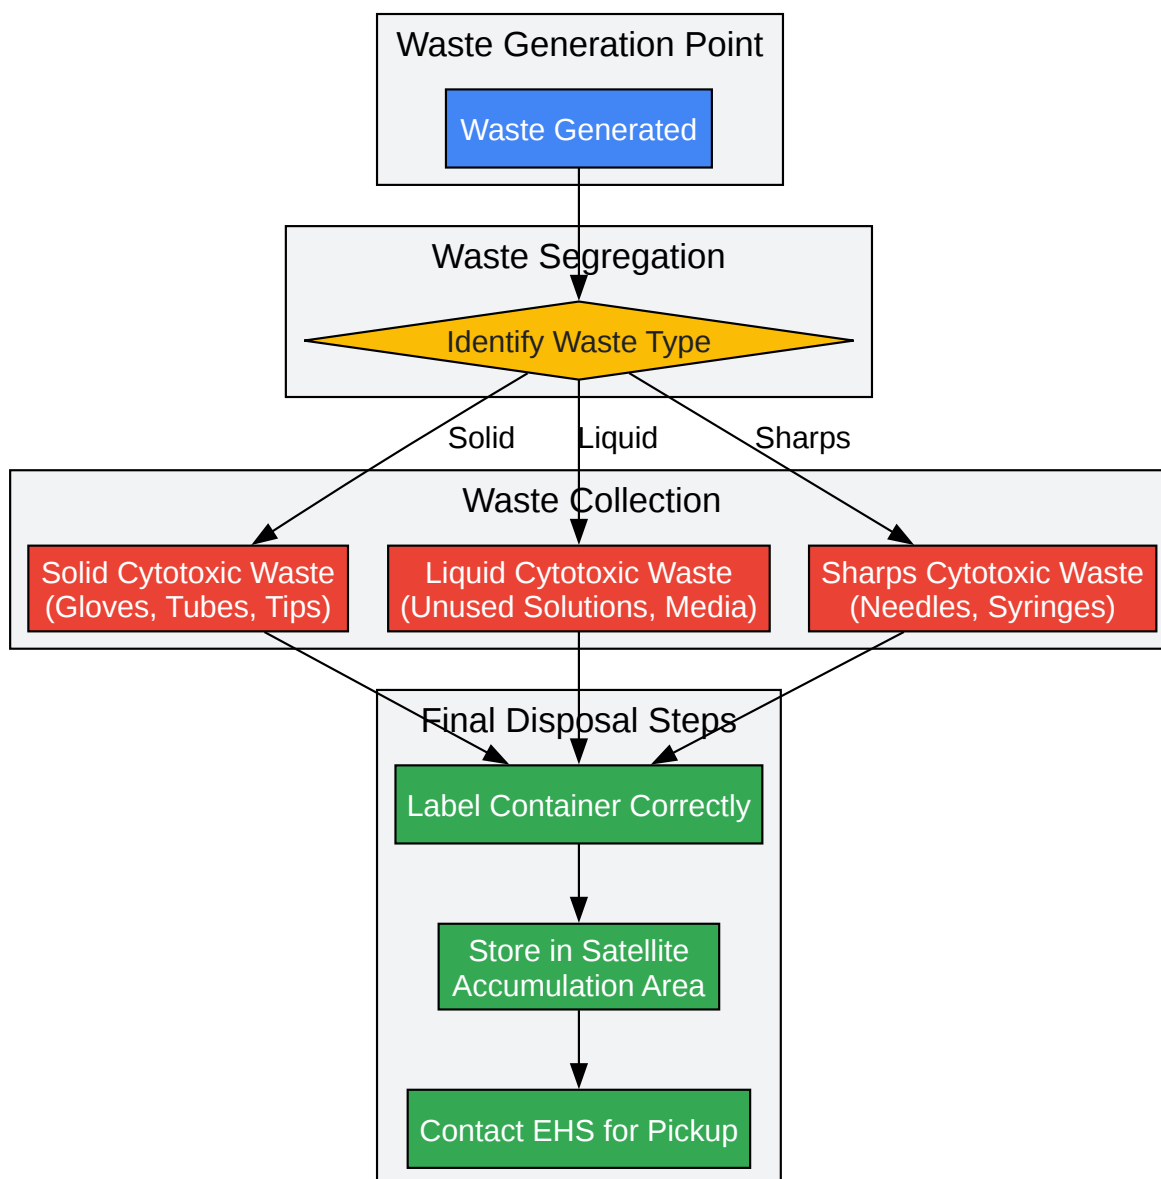 Waste Generation Point
Waste Generated
Waste Segregation
Identify Waste Type
Solid
Liquid
Sharps
Waste Collection
Solid Cytotoxic Waste
(Gloves, Tubes, Tips)
Liquid Cytotoxic Waste
(Unused Solutions, Media)
Sharps Cytotoxic Waste
(Needles, Syringes)
Final Disposal Steps
Label Container Correctly
Store in Satellite
Accumulation Area
Contact EHS for Pickup